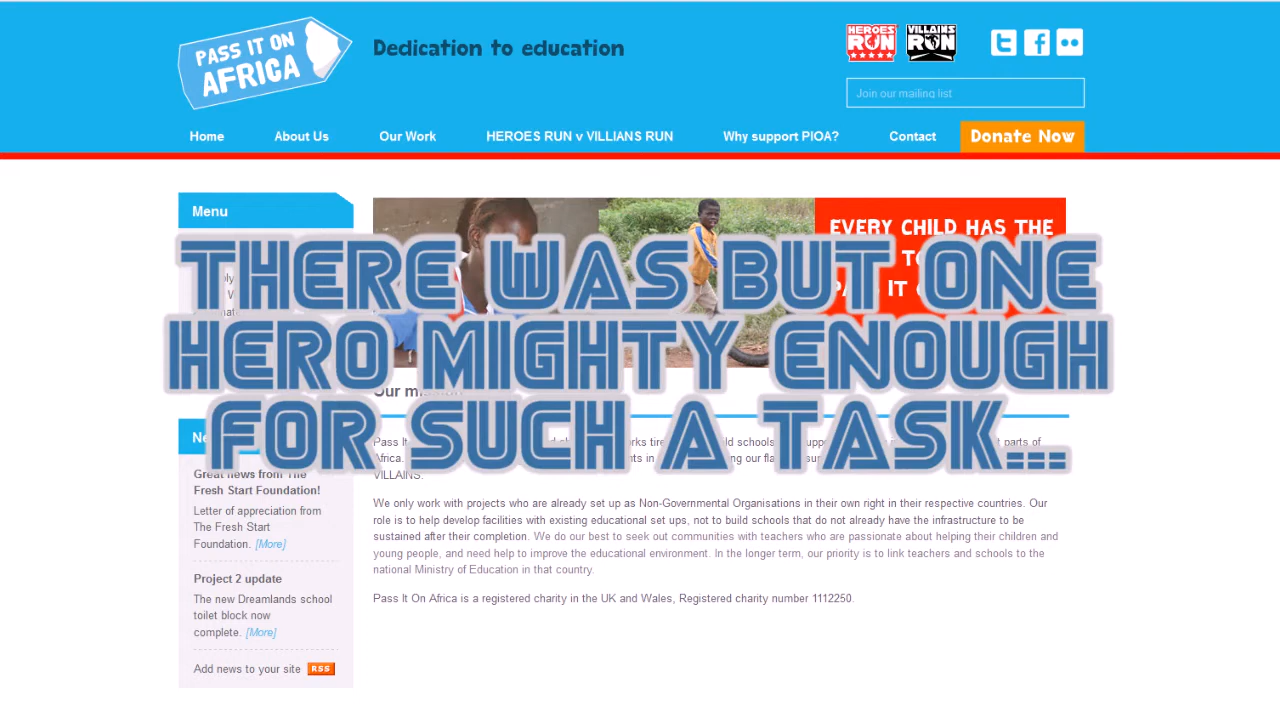 PASS IT ON
AFRICA
Dedication to education
HEROES
RUN
VILLAINS
RUN
Join our mailing list
Home
About Us
Our Work
HEROES RUN v VILLIANS RUN
Why support PIOA?
Contact
Donate Now
Menu
EVERY CHILD HAS THE
THERE WAS BUT ONE
HERO MIGHTY ENOUGH
FOR SUCH A TASK...
Our mission
Pass It
parts of
Africa.
VILLAINS.
We only work with projects who are already set up as Non-Governmental Organisations in their own right in their respective countries. Our
role is to help develop facilities with existing educational set ups, not to build schools that do not already have the infrastructure to be
sustained after their completion. We do our best to seek out communities with teachers who are passionate about helping their children and
young people, and need help to improve the educational environment. In the longer term, our priority is to link teachers and schools to the
national Ministry of Education in that country.
Pass It On Africa is a registered charity in the UK and Wales, Registered charity number 1112250.
Great news from The
Fresh Start Foundation!
Letter of appreciation from
The Fresh Start
Foundation. [More]
Project 2 update
The new Dreamlands school
toilet block now
complete. [More]
Add news to your site RSS